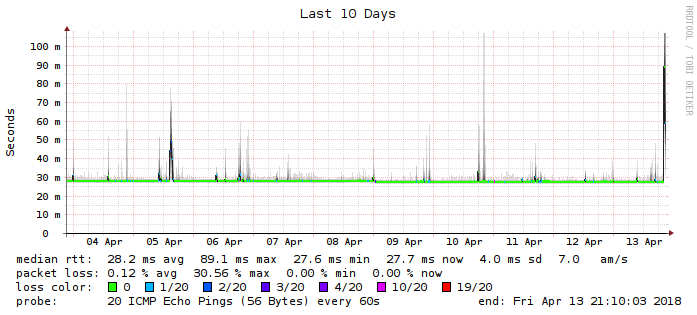 Last 10 Days
RRDTOOL / TOBI OETIKER
Seconds
100 m
90 m
80 m
70 m
60 m
50 m
40 m
30 m
20 m
10 m
0
04 Apr 05 Apr 06 Apr 07 Apr 08 Apr 09 Apr 10 Apr 11 Apr 12 Apr 13 Apr
median rtt: 28.2 ms avg 89.1 ms max 27.6 ms min 27.7 ms now 4.0 ms sd 7.0 am/s
packet loss: 0.12 % avg 30.56 % max 0.00 % min 0.00 % now
loss color: 0 1/20 2/20 3/20 4/20 10/20 19/20
probe: 20 ICMP Echo Pings (56 Bytes) every 60s end: Fri Apr 13 21:10:03 2018